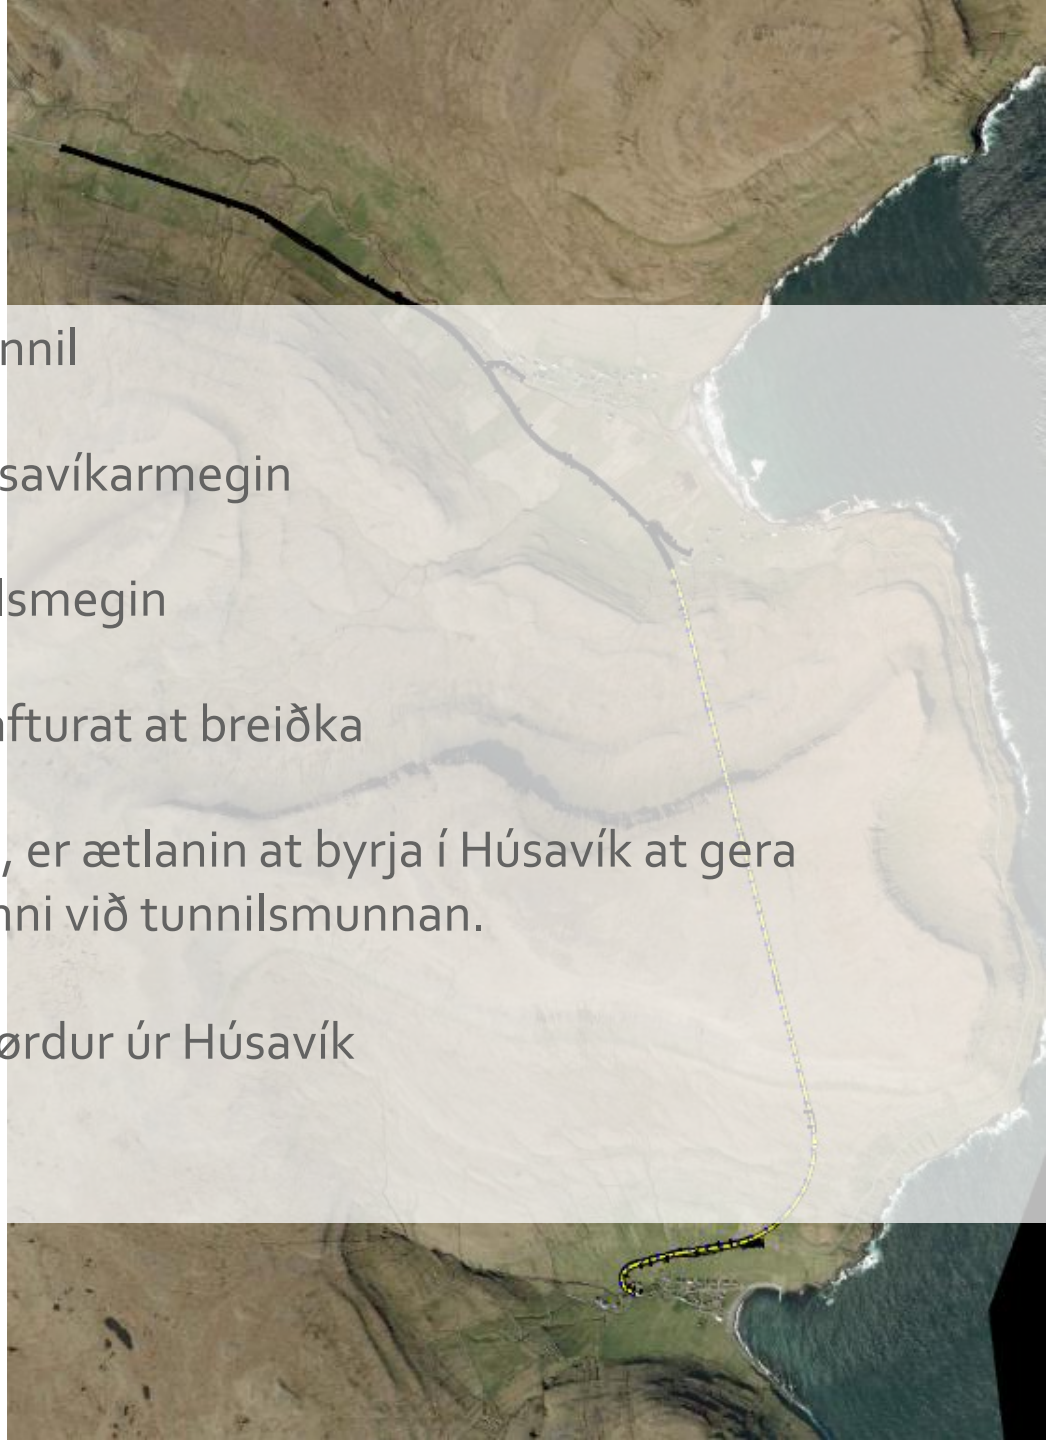 nnil
savíkarmegin
lsmegin
fturat at breiðka
, er ætlanin at byrja í Húsavík at gera
nni við tunnilsmunnan.
ørdur úr Húsavík